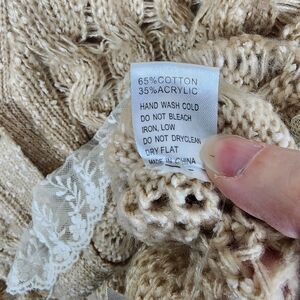 65%COTTON
35%ACRYLIC
HAND WASH COLD
DO NOT BLEACH
IRON, LOW
DO NOT DRYCLEAN
DRY FLAT
MADE IN CHINA